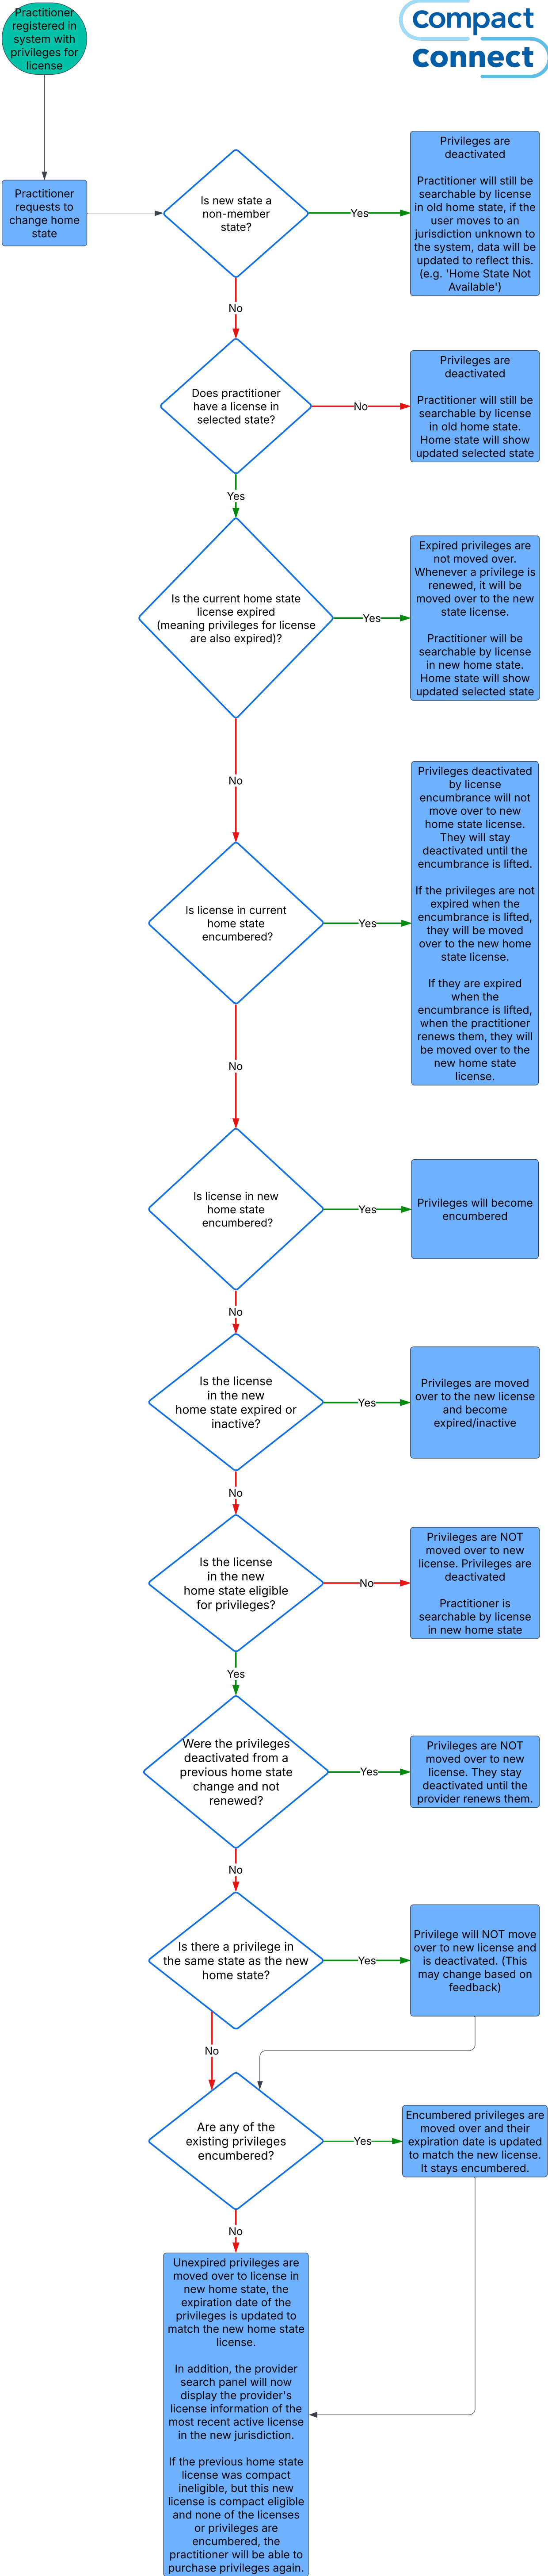 Practitioner
registered in
system with
privileges for
license
Compact
Connect
Practitioner
requests to
change home
state
Is new state a
non-member
state?
Yes
Privileges are
deactivated
Practitioner will still be
searchable by license
in old home state, if the
user moves to an
jurisdiction unknown to
the system, data will be
updated to reflect this.
(e.g. 'Home State Not
Available')
No
Does practitioner
have a license in
selected state?
No
Privileges are
deactivated
Practitioner will still be
searchable by license
in old home state.
Home state will show
updated selected state
Yes
Is the current home state
license expired
(meaning privileges for license
are also expired)?
Yes
Expired privileges are
not moved over.
Whenever a privilege is
renewed, it will be
moved over to the new
state license.
Practitioner will be
searchable by license
in new home state.
Home state will show
updated selected state
No
Is license in current
home state
encumbered?
Yes
Privileges deactivated
by license
encumbrance will not
move over to new
home state license.
They will stay
deactivated until the
encumbrance is lifted.
If the privileges are not
expired when the
encumbrance is lifted,
they will be moved
over to the new home
state license.
If they are expired
when the
encumbrance is lifted,
when the practitioner
renews them, they will
be moved over to the
new home state
license.
No
Is license in new
home state
encumbered?
Yes
Privileges will become
encumbered
No
Is the license
in the new
home state expired or
inactive?
Yes
Privileges are moved
over to the new license
and become
expired/inactive
No
Is the license
in the new
home state eligible
for privileges?
No
Privileges are NOT
moved over to new
license. Privileges are
deactivated
Practitioner is
searchable by license
in new home state
Yes
Were the privileges
deactivated from a
previous home state
change and not
renewed?
Yes
Privileges are NOT
moved over to new
license. They stay
deactivated until the
provider renews them.
No
Is there a privilege in
the same state as the new
home state?
Yes
Privilege will NOT move
over to new license and
is deactivated. (This
may change based on
feedback)
No
Are any of the
existing privileges
encumbered?
Yes
Encumbered privileges are
moved over and their
expiration date is updated
to match the new license.
It stays encumbered.
No
Unexpired privileges are
moved over to license in
new home state, the
expiration date of the
privileges is updated to
match the new home state
license.
In addition, the provider
search panel will now
display the provider's
license information of the
most recent active license
in the new jurisdiction.
If the previous home state
license was compact
ineligible, but this new
license is compact eligible
and none of the licenses
or privileges are
encumbered, the
practitioner will be able to
purchase privileges again.